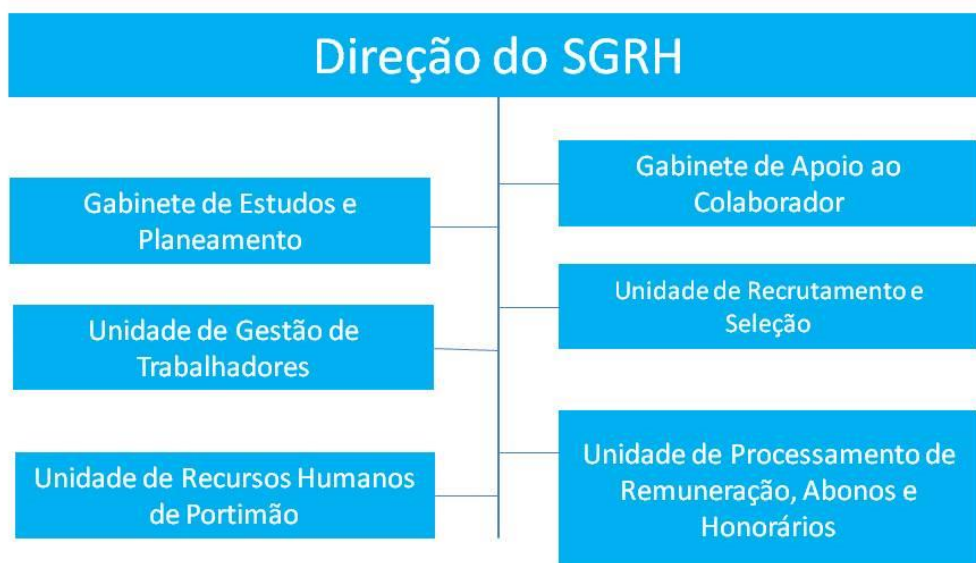 Direção do SGRH
Gabinete de Estudos e
Planeamento
Unidade de Gestão de
Trabalhadores
Unidade de Recursos Humanos
de Portimão
Gabinete de Apoio ao
Colaborador
Unidade de Recrutamento e
Seleção
Unidade de Processamento de
Remuneração, Abonos e
Honorários